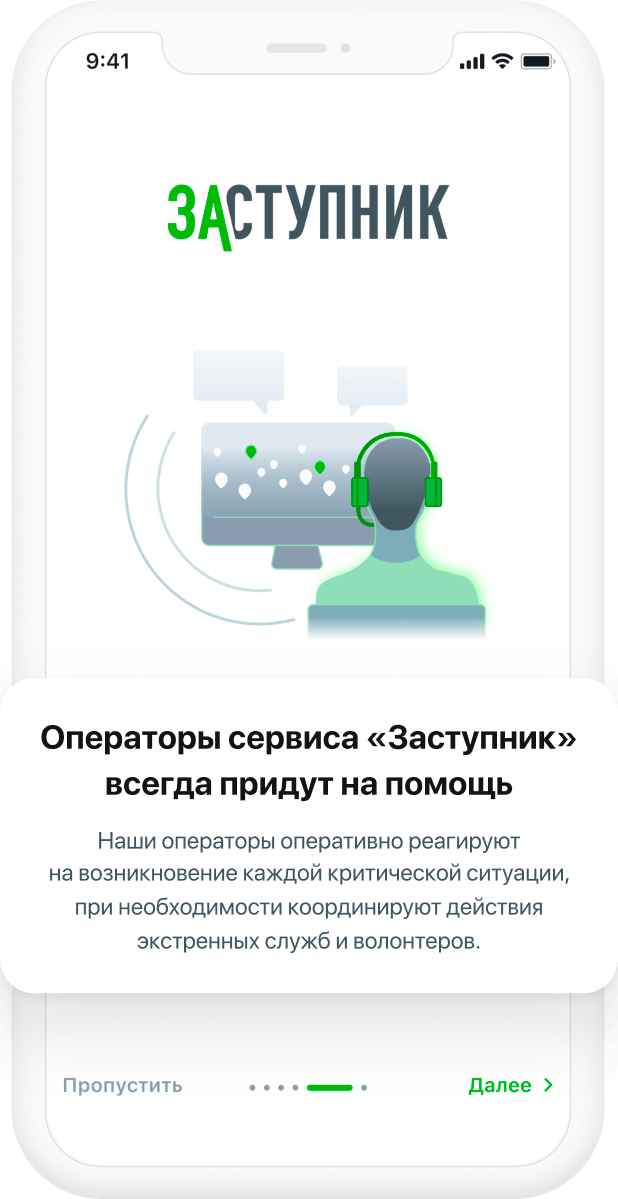 9:41
ЗАСТУПНИК
Операторы сервиса «Заступник»
всегда придут на помощь
Наши операторы оперативно реагируют
на возникновение каждой критической ситуации,
при необходимости координируют действия
экстренных служб и волонтеров.
Пропустить
Далее